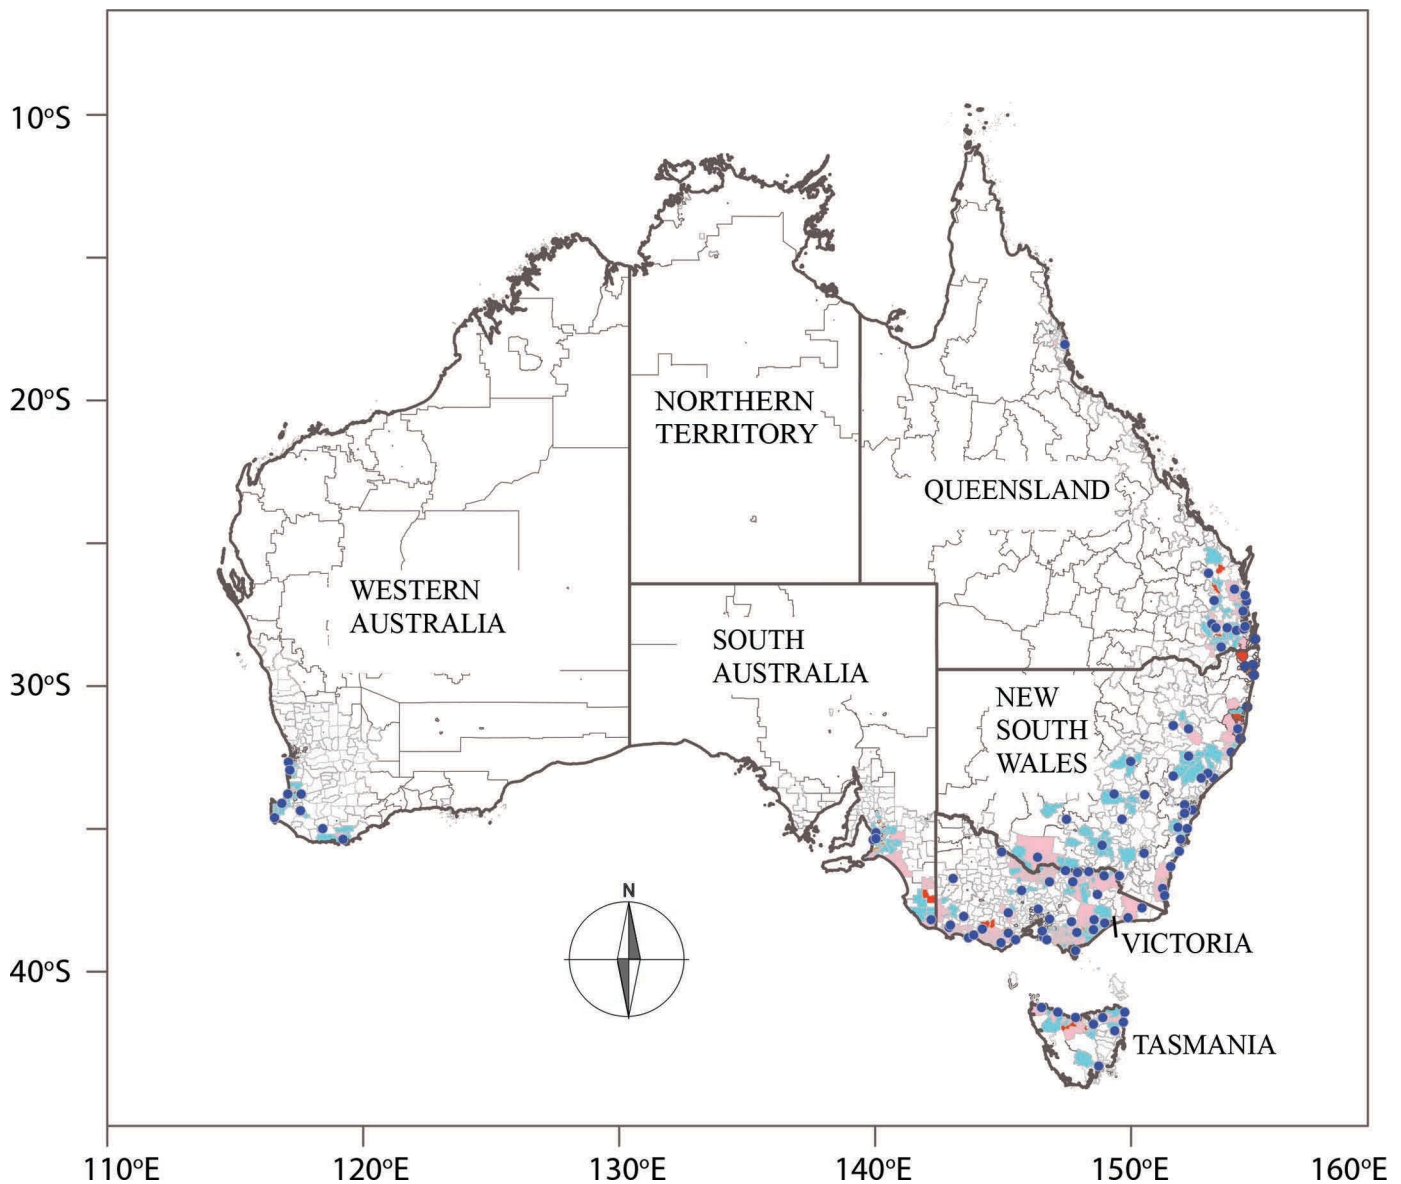 10°S
20°S
30°S
40°S
NORTHERN
TERRITORY
QUEENSLAND
WESTERN
AUSTRALIA
SOUTH
AUSTRALIA
NEW
SOUTH
WALES
N
VICTORIA
TASMANIA
110°E
120°E
130°E
140°E
150°E
160°E